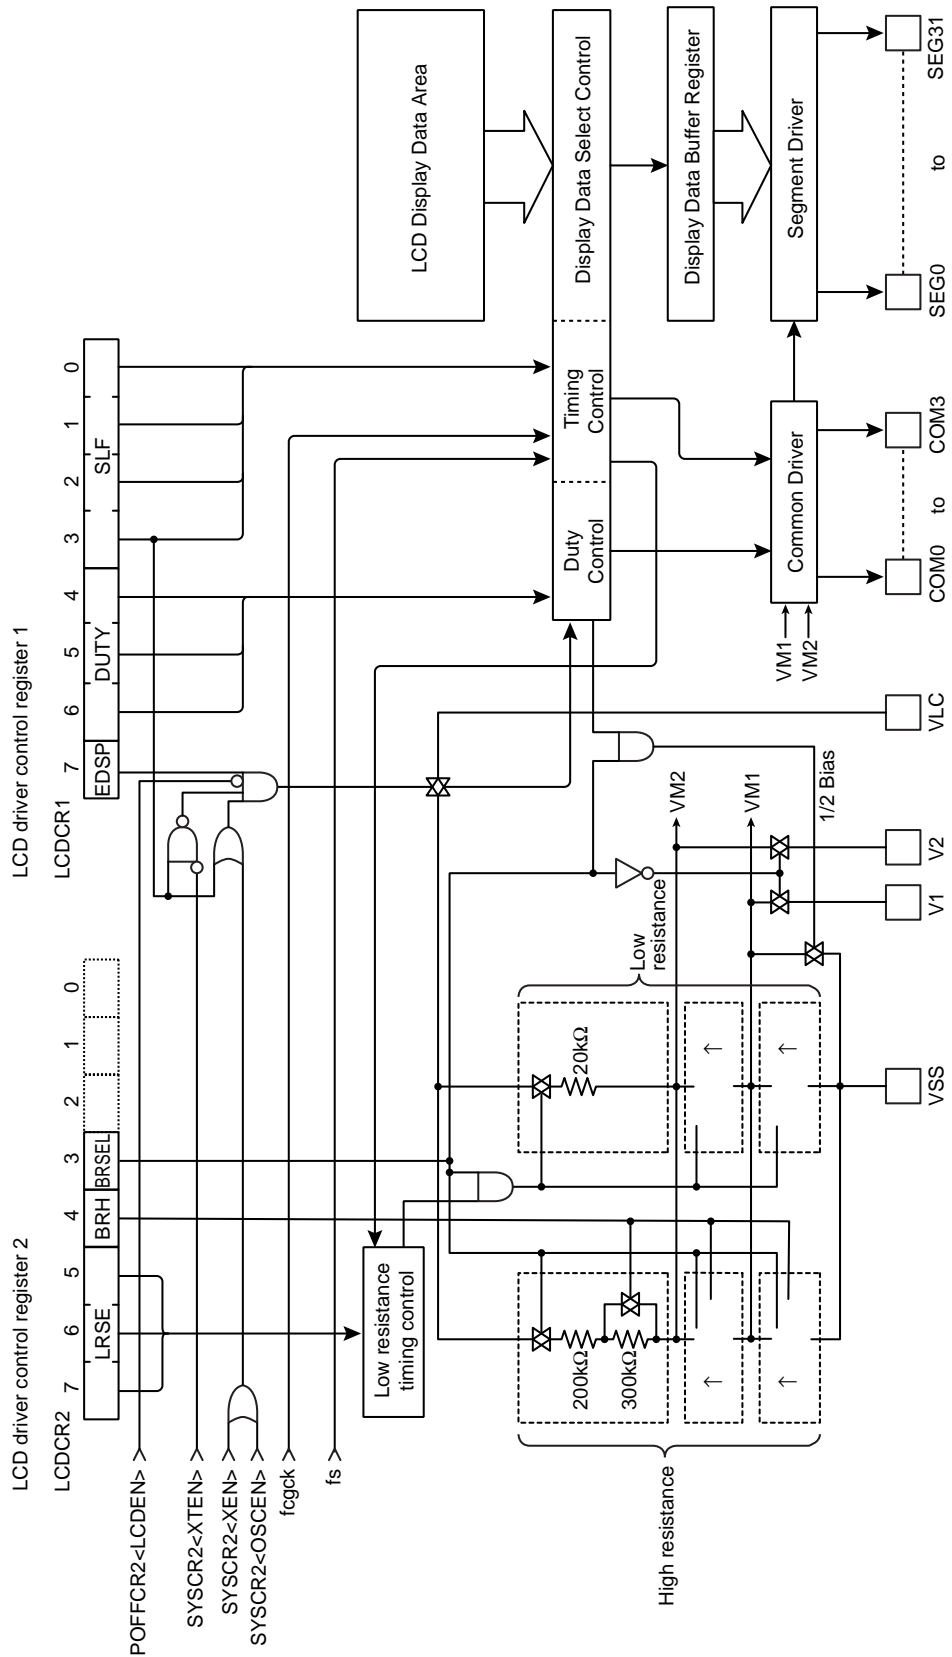 LCD driver control register 2
LCD driver control register 1
LCDCR2
7 6 5 4 3 2 1 0
LRSE
BRH
BRSEL
LCDCR1
7 6 5 4 3 2 1 0
EDSP
DUTY
SLF
POFFCR2<LCDEN>
SYSCR2<XTEN>
SYSCR2<XEN>
SYSCR2<OSCEN>
fcgck
fs
Low resistance
timing control
LCD Display Data Area
Duty
Control
Timing
Control
Display Data Select Control
Display Data Buffer Register
High resistance
200kΩ
300kΩ
↑
↑
20kΩ
↑
↑
Low
resistance
VM2
VM1
1/2 Bias
VM1
VM2
Common Driver
Segment Driver
VSS
V1
V2
VLC
COM0 to COM3
SEG0 to SEG31